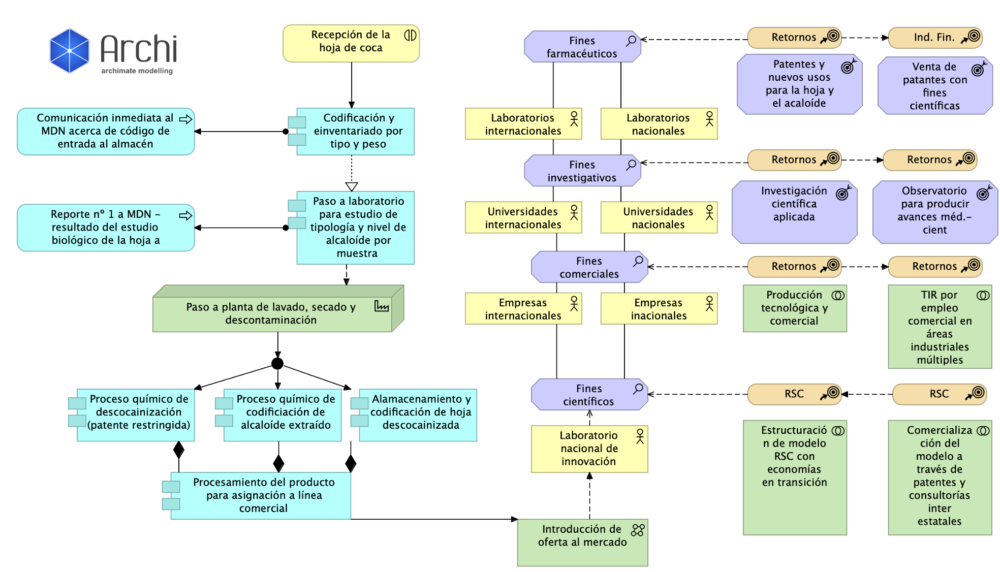 Archi
archimate modelling
Recepción de la
hoja de coca
Comunicación inmediata al
MDN acerca de código de
entrada al almacén
Codificación y
einventariado por
tipo y peso
Reporte nº 1 a MDN –
resultado del estudio
biológico de la hoja a
Paso a laboratorio
para estudio de
tipología y nivel de
alcaloíde por
muestra
Paso a planta de lavado, secado y
descontaminación
Proceso químico de
descocainización
(patente restringida)
Proceso químico de
codificiación de
alcaloíde extraído
Alamacenamiento y
codificación de hoja
descocainizada
Procesamiento del producto
para asignación a línea
comercial
Introducción de
oferta al mercado
Laboratorio
nacional de
innovación
Fines
farmacéuticos
Laboratorios
internacionales
Laboratorios
nacionales
Fines
investigativos
Universidades
internacionales
Universidades
nacionales
Fines
comerciales
Empresas
internacionales
Empresas
inacionales
Fines
científicos
Retornos
Ind. Fin.
Patentes y
nuevos usos
para la hoja y
el acaloíde
Venta de
patantes con
fines
científicas
Retornos
Retornos
Investigación
científica
aplicada
Observatorio
para producir
avances méd.–
cient
Retornos
Retornos
Producción
tecnológica y
comercial
TIR por
empleo
comercial en
áreas
industriales
múltiples
RSC
RSC
Estructuració
n de modelo
RSC con
economías
en transición
Comercializa
ción del
modelo a
través de
patentes y
consultorías
inter
estatales